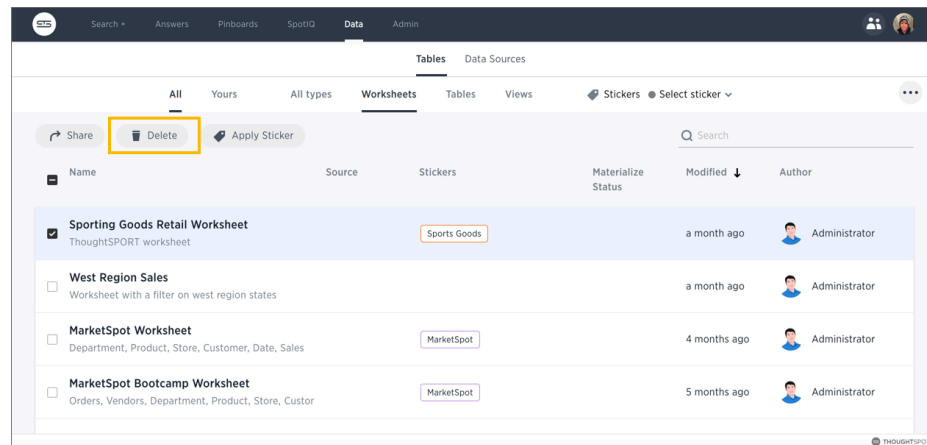 Search + Answers Pinboards SpotIQ Data Admin
Tables Data Sources
All Yours All types Worksheets Tables Views Stickers Select sticker
Share Delete Apply Sticker Search
Name Source Stickers Materialize Status Modified Author
Sporting Goods Retail Worksheet
ThoughtSPORT worksheet
Sports Goods a month ago Administrator
West Region Sales
Worksheet with a filter on west region states
a month ago Administrator
MarketSpot Worksheet
Department, Product, Store, Customer, Date, Sales
MarketSpot 4 months ago Administrator
MarketSpot Bootcamp Worksheet
Orders, Vendors, Department, Product, Store, Custor
MarketSpot 5 months ago Administrator
THOUGHTSPO